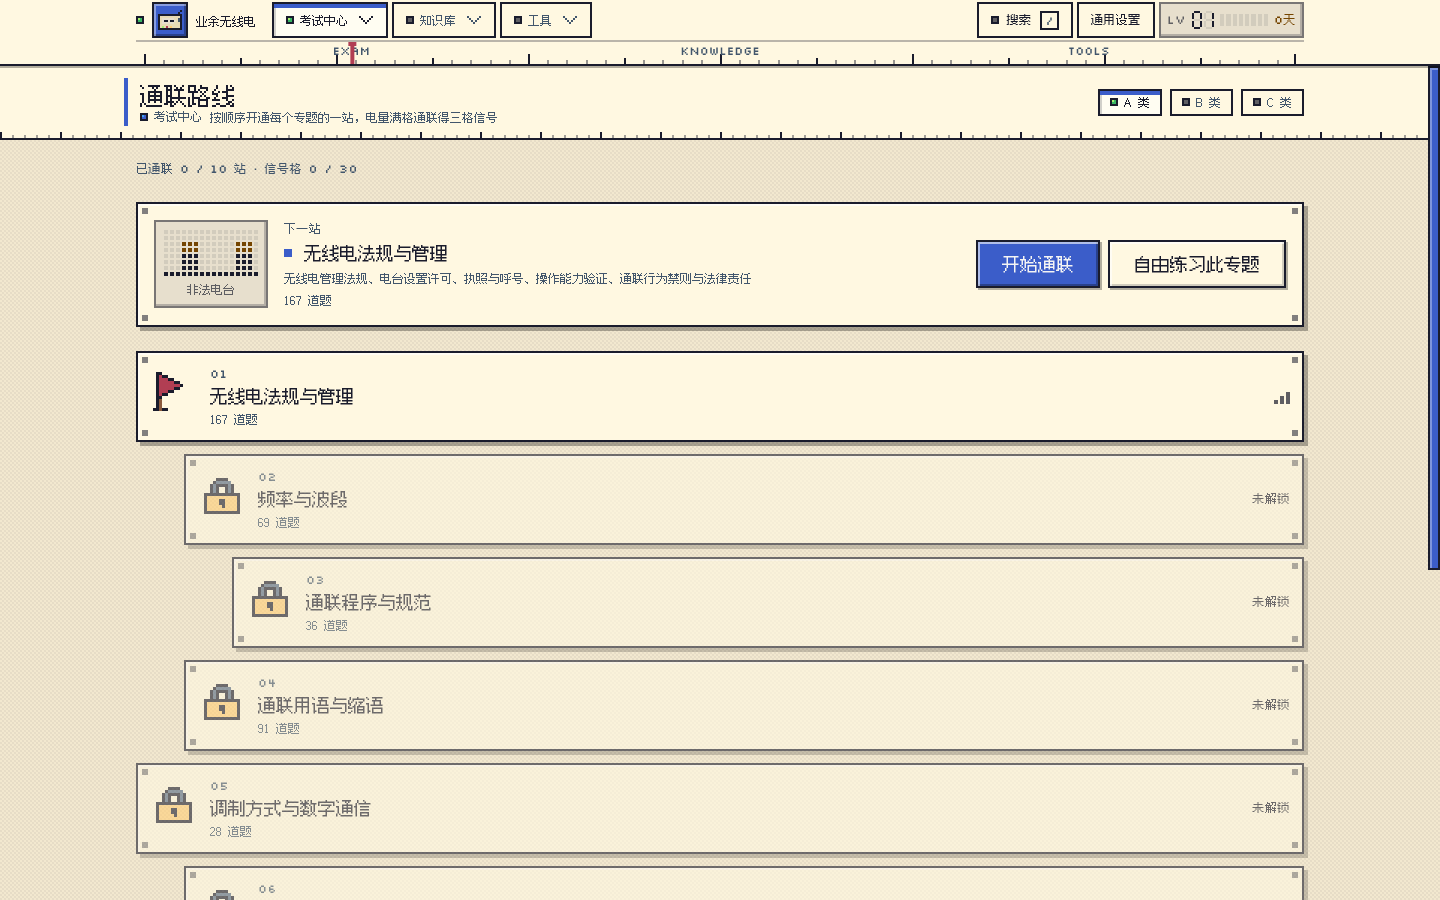 业余无线电
考试中心
知识库
工具
搜索 /
通用设置
LV 01 0天
EXAM KNOWLEDGE TOOLS
通联路线
考试中心 按顺序开通每个专题的一站，电量满格通联得三格信号
A 类
B 类
C 类
已通联 0 / 10 站 · 信号格 0 / 30
非法电台
下一站
无线电法规与管理
无线电管理法规、电台设置许可、执照与呼号、操作能力验证、通联行为禁则与法律责任
167 道题
开始通联
自由练习此专题
01
无线电法规与管理
167 道题
02
频率与波段
69 道题
未解锁
03
通联程序与规范
36 道题
未解锁
04
通联用语与缩语
91 道题
未解锁
05
调制方式与数字通信
28 道题
未解锁
06